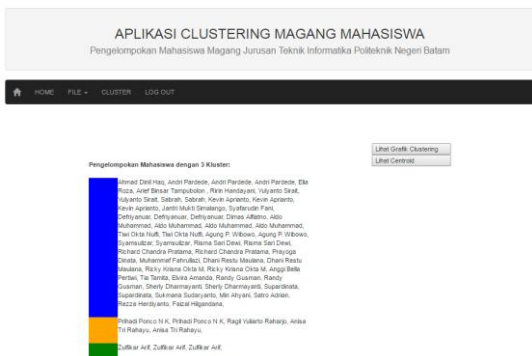 APLIKASI CLUSTERING MAGANG MAHASISWA
Pengelompokan Mahasiswa Magang Jurusan Teknik Informatika Politeknik Negeri Batam
HOME FILE CLUSTER LOG OUT
Lihat Grafik Clustering
Lihat Centroid
Pengelompokan Mahasiswa dengan 3 Kluster:
Ahmad Dinil Haq, Andri Pardede, Andri Pardede, Andri Pardede, Ella
Roza, Arief Binsar Tampubolon , Ririn Handayani, Yulyanto Sirait,
Yulyanto Sirait, Sabrah, Sabrah, Kevin Aprianto, Kevin Aprianto,
Kevin Aprianto, Jantri Mukti Simalango, Syafarudin Fani,
Defriyanuar, Defriyanuar, Defriyanuar, Dimas Alfatno, Aldo
Muhammad, Aldo Muhammad, Aldo Muhammad, Aldo Muhammad,
Tiwi Okta Nufi, Tiwi Okta Nufi, Agung P. Wibowo, Agung P. Wibowo,
Syamsulizar, Syamsulizar, Risma Sari Dewi, Risma Sari Dewi,
Richard Chandra Pratama, Richard Chandra Pratama, Prayoga
Dinata, Muhammaf Fahrullazi, Dhani Restu Maulana, Dhani Restu
Maulana, Ricky Krisna Okta M, Ricky Krisna Okta M, Anggi Bella
Pertiwi, Tia Tamita, Elvira Amanda, Randy Gusman, Randy
Gusman, Sherly Dharmayanti, Sherly Dharmayanti, Supardinata,
Supardinata, Sukmana Sudaryanto, Min Ahyani, Satro Adrian,
Rezza Herdiyanto, Faizal Hilgandana,
Prihadi Ponco N K, Prihadi Ponco N K, Ragil Yulianto Raharjo, Anisa
Tri Rahayu, Anisa Tri Rahayu,
Zulfikar Arif, Zulfikar Arif, Zulfikar Arif,